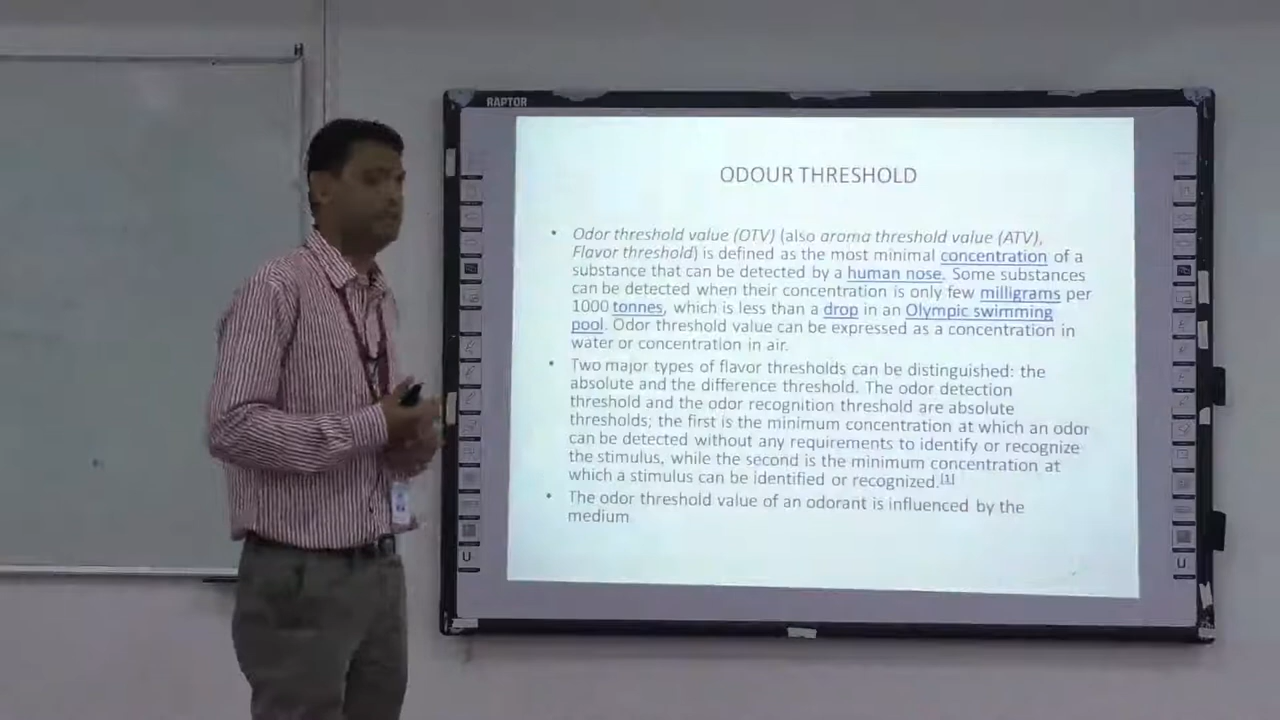 RAPTOR
ODOUR THRESHOLD
• Odor threshold value (OTV) (also aroma threshold value (ATV),
Flavor threshold) is defined as the most minimal concentration of a
substance that can be detected by a human nose. Some substances
can be detected when their concentration is only few milligrams per
1000 tonnes, which is less than a drop in an Olympic swimming
pool. Odor threshold value can be expressed as a concentration in
water or concentration in air.
• Two major types of flavor thresholds can be distinguished: the
absolute and the difference threshold. The odor detection
threshold and the odor recognition threshold are absolute
thresholds; the first is the minimum concentration at which an odor
can be detected without any requirements to identify or recognize
the stimulus, while the second is the minimum concentration at
which a stimulus can be identified or recognized.[1]
• The odor threshold value of an odorant is influenced by the
medium
U
U